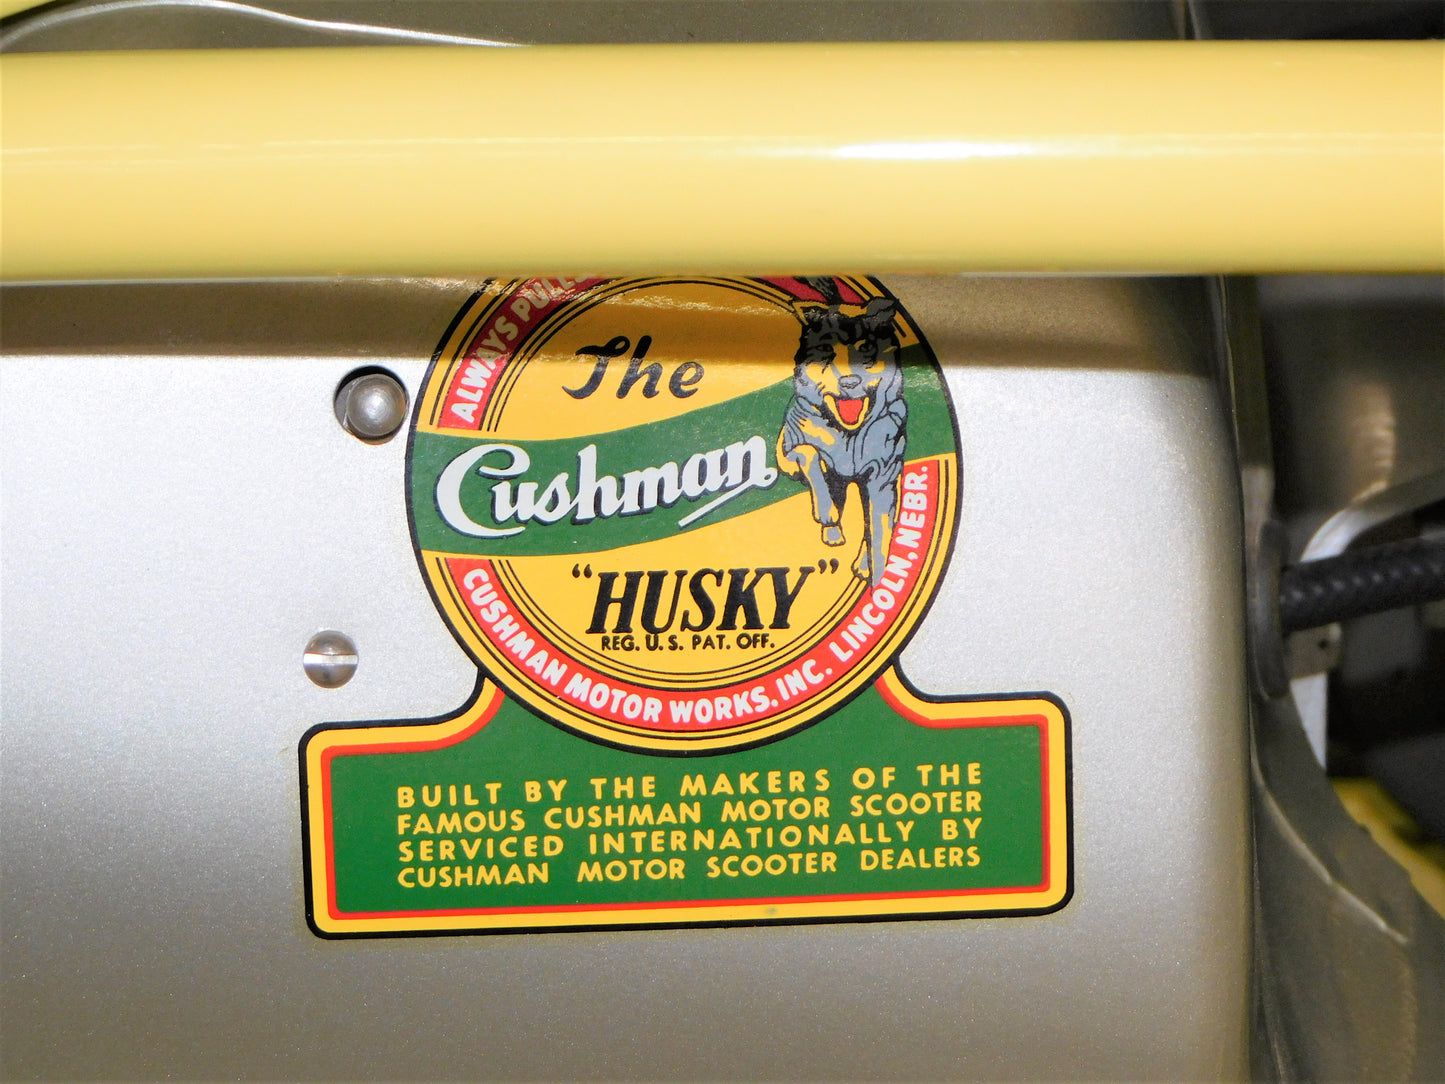 ALWAYS PULL
The
Cushman
"HUSKY"
REG. U.S. PAT. OFF.
CUSHMAN MOTOR WORKS, INC. LINCOLN, NEBR.
BUILT BY THE MAKERS OF THE
FAMOUS CUSHMAN MOTOR SCOOTER
SERVICED INTERNATIONALLY BY
CUSHMAN MOTOR SCOOTER DEALERS